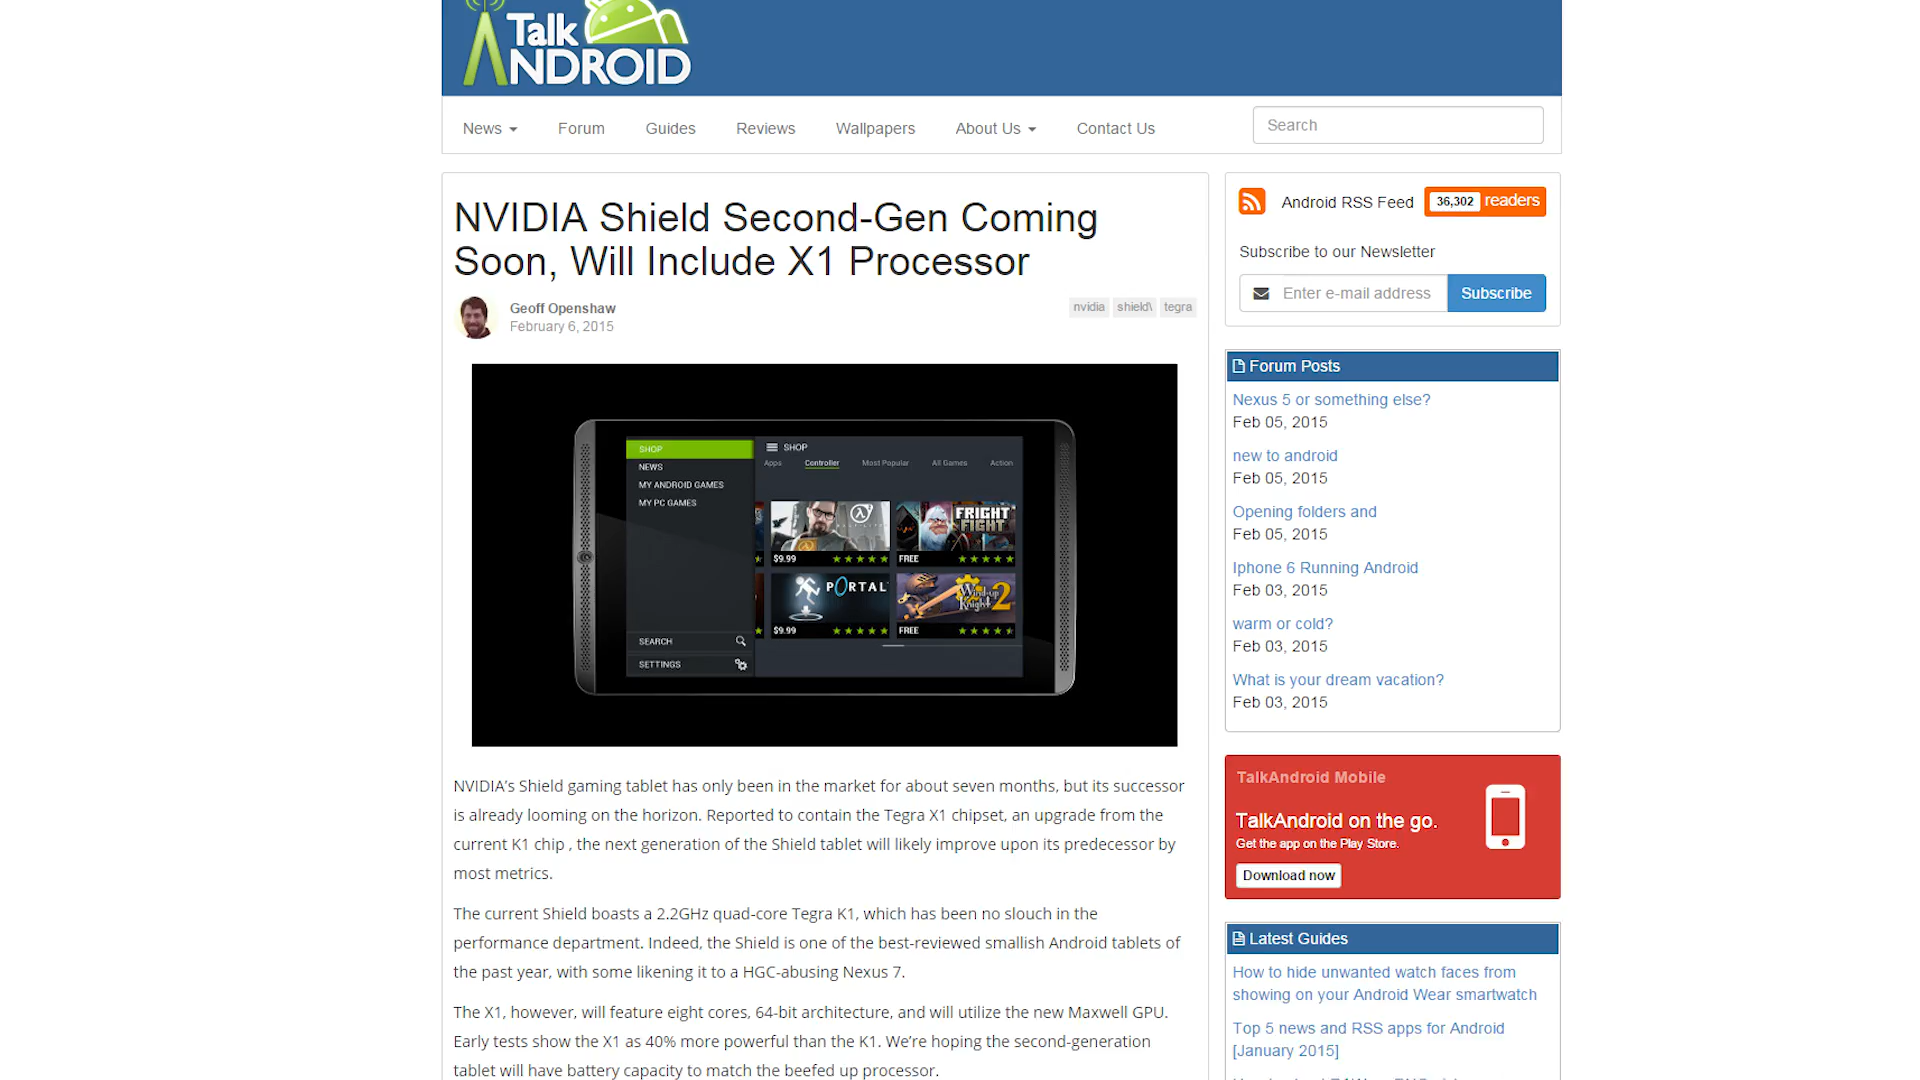 Talk
ANDROID
News
Forum
Guides
Reviews
Wallpapers
About Us
Contact Us
Search
NVIDIA Shield Second-Gen Coming
Soon, Will Include X1 Processor
Geoff Openshaw
February 6, 2015
nvidia
shield\
tegra
SHOP
NEWS
MY ANDROID GAMES
MY PC GAMES
SEARCH
SETTINGS
SHOP
Apps
Controller
Most Popular
All Games
Action
HALF-LIFE
$9.99
FRIGHT
FIGHT
FREE
PORTAL
$9.99
Wind-up
Knight 2
FREE
NVIDIA’s Shield gaming tablet has only been in the market for about seven months, but its successor
is already looming on the horizon. Reported to contain the Tegra X1 chipset, an upgrade from the
current K1 chip , the next generation of the Shield tablet will likely improve upon its predecessor by
most metrics.
The current Shield boasts a 2.2GHz quad-core Tegra K1, which has been no slouch in the
performance department. Indeed, the Shield is one of the best-reviewed smallish Android tablets of
the past year, with some likening it to a HGC-abusing Nexus 7.
The X1, however, will feature eight cores, 64-bit architecture, and will utilize the new Maxwell GPU.
Early tests show the X1 as 40% more powerful than the K1. We’re hoping the second-generation
tablet will have battery capacity to match the beefed up processor.
Android RSS Feed
36,302 readers
Subscribe to our Newsletter
Enter e-mail address
Subscribe
Forum Posts
Nexus 5 or something else?
Feb 05, 2015
new to android
Feb 05, 2015
Opening folders and
Feb 05, 2015
Iphone 6 Running Android
Feb 03, 2015
warm or cold?
Feb 03, 2015
What is your dream vacation?
Feb 03, 2015
TalkAndroid Mobile
TalkAndroid on the go.
Get the app on the Play Store.
Download now
Latest Guides
How to hide unwanted watch faces from
showing on your Android Wear smartwatch
Top 5 news and RSS apps for Android
[January 2015]